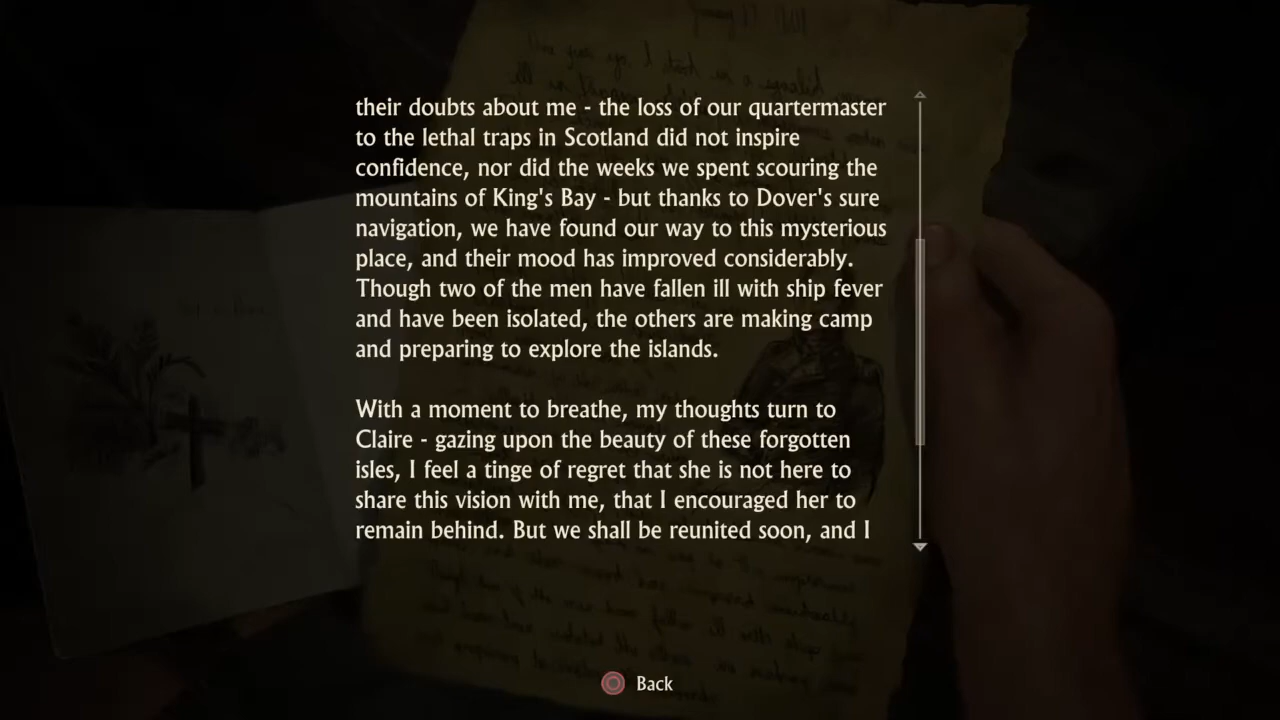 their doubts about me - the loss of our quartermaster
to the lethal traps in Scotland did not inspire
confidence, nor did the weeks we spent scouring the
mountains of King's Bay - but thanks to Dover's sure
navigation, we have found our way to this mysterious
place, and their mood has improved considerably.
Though two of the men have fallen ill with ship fever
and have been isolated, the others are making camp
and preparing to explore the islands.
With a moment to breathe, my thoughts turn to
Claire - gazing upon the beauty of these forgotten
isles, I feel a tinge of regret that she is not here to
share this vision with me, that I encouraged her to
remain behind. But we shall be reunited soon, and I
Back